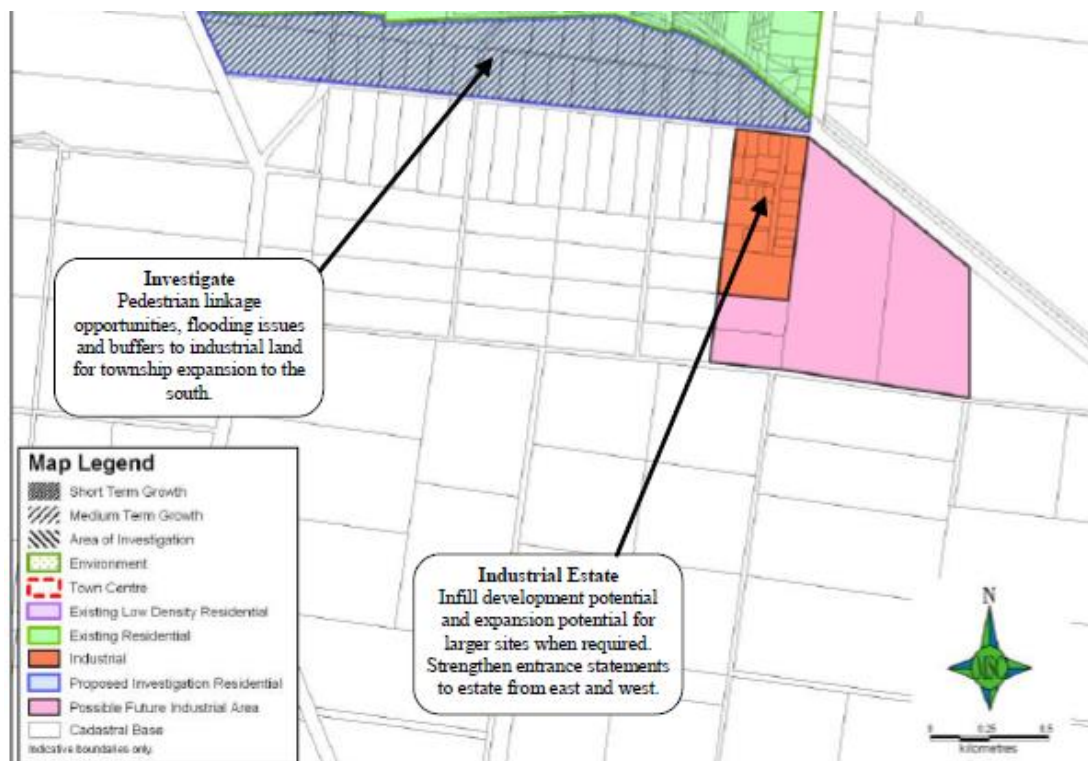 Investigate
Pedestrian linkage
opportunities, flooding issues
and buffers to industrial land
for township expansion to the
south.
Map Legend
Short Term Growth
Medium Term Growth
Area of Investigation
Environment
Town Centre
Existing Low Density Residential
Existing Residential
Industrial
Proposed Investigation Residential
Possible Future Industrial Area
Cadastral Base
Indicative boundaries only.
Industrial Estate
Infill development potential
and expansion potential for
larger sites when required.
Strengthen entrance statements
to estate from east and west.
N
0 0.25 0.5
kilometres